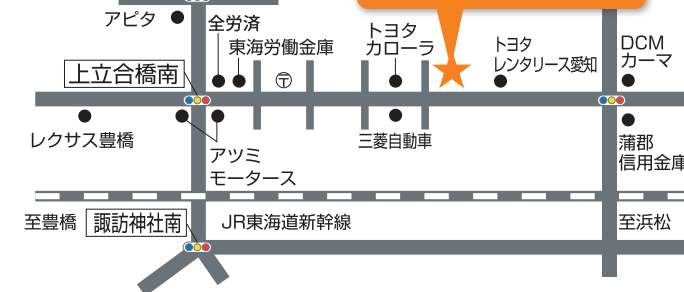 アピタ
全労済
東海労働金庫
トヨタ
カローラ
トヨタ
レンタリース愛知
DCM
カーマ
上立合橋南
〒
レクサス豊橋
アツミ
モータース
三菱自動車
蒲郡
信用金庫
至豊橋
諏訪神社南
JR東海道新幹線
至浜松